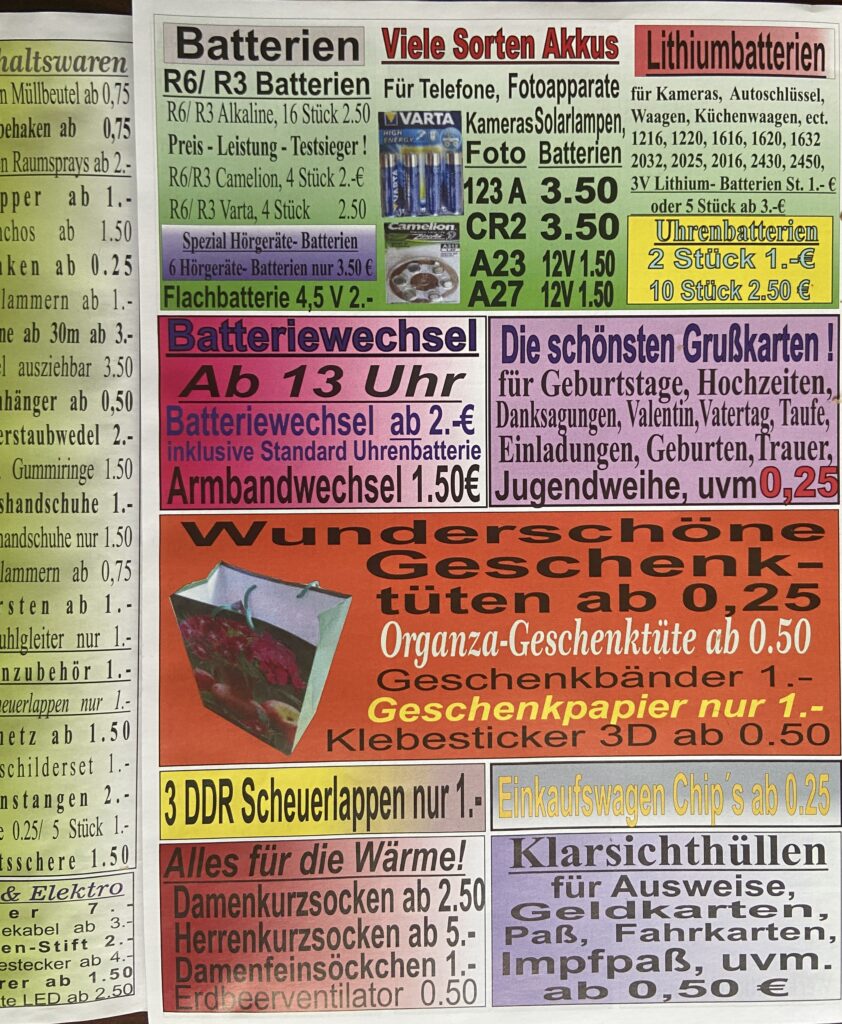 haltswaren
n Müllbeutel ab 0,75
behaken ab 0,75
en Raumsprays ab 2.-
pper ab 1.-
nchos ab 1.50
aken ab 0.25
lammern ab 1.-
ne ab 30m ab 3.-
el ausziehbar 3.50
nhänger ab 0,50
erstaubwedel 2.-
. Gummiringe 1.50
shandschuhe 1.-
handschuhe nur 1.50
lammern ab 0,75
rsten ab 1.-
uhlgleiter nur 1.-
nzubehör 1.-
heuerlappen nur 1.-
netz ab 1.50
schilderset 1.-
nstangen 2.-
e 0.25/ 5 Stück 1.-
tsschere 1.50
& Elektro
er 7.-
ekabel ab 3.-
en-Stift 2.-
estecker ab 4.-
rer ab 1.50
te LED ab 2.50
Batterien
R6/ R3 Batterien
R6/ R3 Alkaline, 16 Stück 2.50
Preis - Leistung - Testsieger !
R6/R3 Camelion, 4 Stück 2.-€
R6/ R3 Varta, 4 Stück 2.50
Spezial Hörgeräte- Batterien
6 Hörgeräte- Batterien nur 3,50 €
Flachbatterie 4,5 V 2.-
Viele Sorten Akkus
Für Telefone, Fotoapparate
Kameras Solarlampen,
Foto Batterien
123 A 3.50
CR2 3.50
A23 12V 1.50
A27 12V 1.50
VARTA
HIGH
ENERGY
Camelion
Lithiumbatterien
für Kameras, Autoschlüssel,
Waagen, Küchenwaagen, ect.
1216, 1220, 1616, 1620, 1632
2032, 2025, 2016, 2430, 2450,
3V Lithium- Batterien St. 1.- €
oder 5 Stück ab 3.-€
Uhrenbatterien
2 Stück 1.-€
10 Stück 2.50 €
Batteriewechsel
Ab 13 Uhr
Batteriewechsel ab 2.-€
inklusive Standard Uhrenbatterie
Armbandwechsel 1.50€
Die schönsten Grußkarten !
für Geburtstage, Hochzeiten,
Danksagungen, Valentin,Vatertag, Taufe,
Einladungen, Geburten,Trauer,
Jugendweihe, uvm 0,25
Wunderschöne
Geschenk-
tüten ab 0,25
Organza-Geschenktüte ab 0.50
Geschenkbänder 1.-
Geschenkpapier nur 1.-
Klebesticker 3D ab 0.50
3 DDR Scheuerlappen nur 1.-
Einkaufswagen Chip´s ab 0.25
Alles für die Wärme!
Damenkurzsocken ab 2.50
Herrenkurzsocken ab 5.-
Damenfeinsöckchen 1.-
Erdbeerventilator 0.50
Klarsichthüllen
für Ausweise,
Geldkarten,
Paß, Fahrkarten,
Impfpaß, uvm.
ab 0,50 €